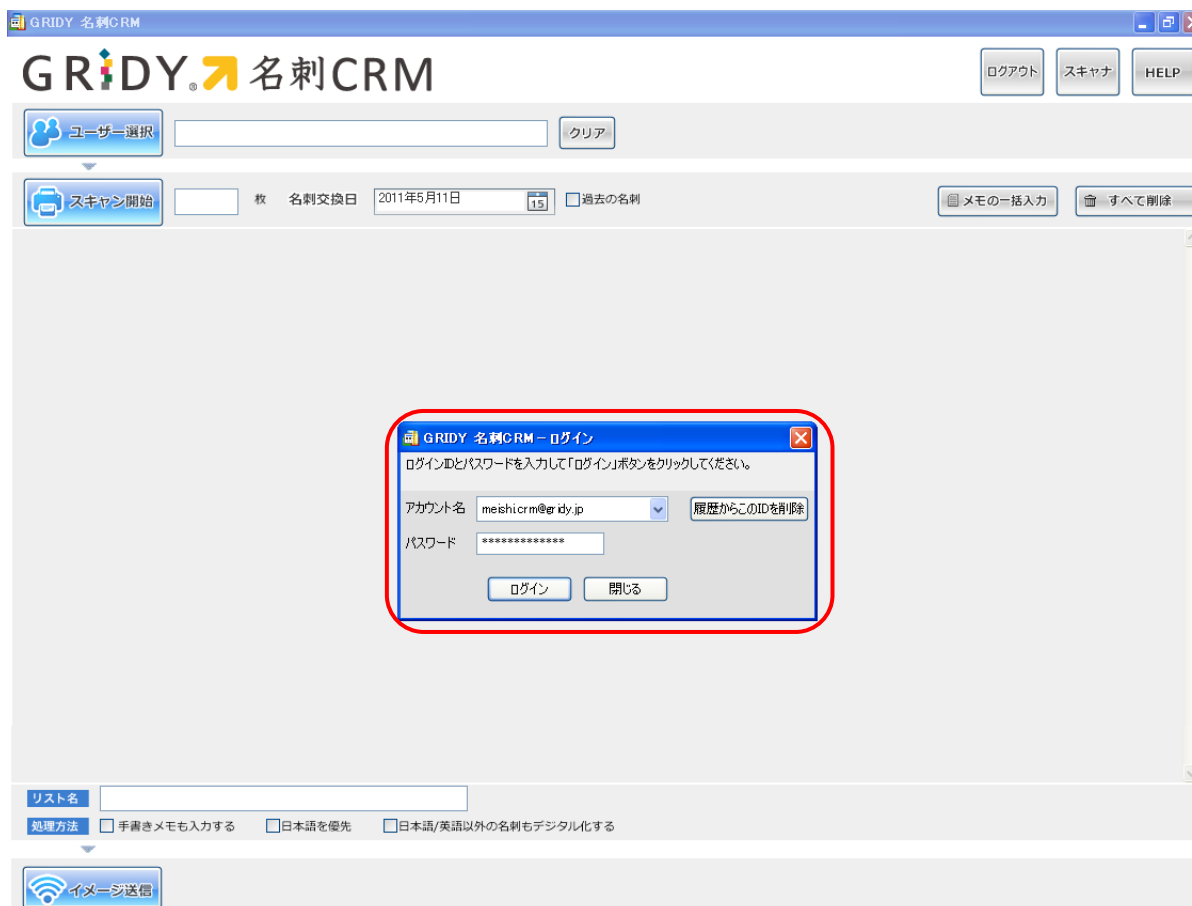 GRIDY 名刺CRM
GRiDY® 名刺CRM
ログアウト スキャナ HELP
ユーザー選択 クリア
スキャン開始 枚 名刺交換日 2011年5月11日 15 過去の名刺 メモの一括入力 すべて削除
GRIDY 名刺CRM－ログイン
ログインIDとパスワードを入力して「ログイン」ボタンをクリックしてください。
アカウント名 meishicrm@gridy.jp 履歴からこのIDを削除
パスワード *************
ログイン 閉じる
リスト名
処理方法 手書きメモも入力する 日本語を優先 日本語/英語以外の名刺もデジタル化する
イメージ送信